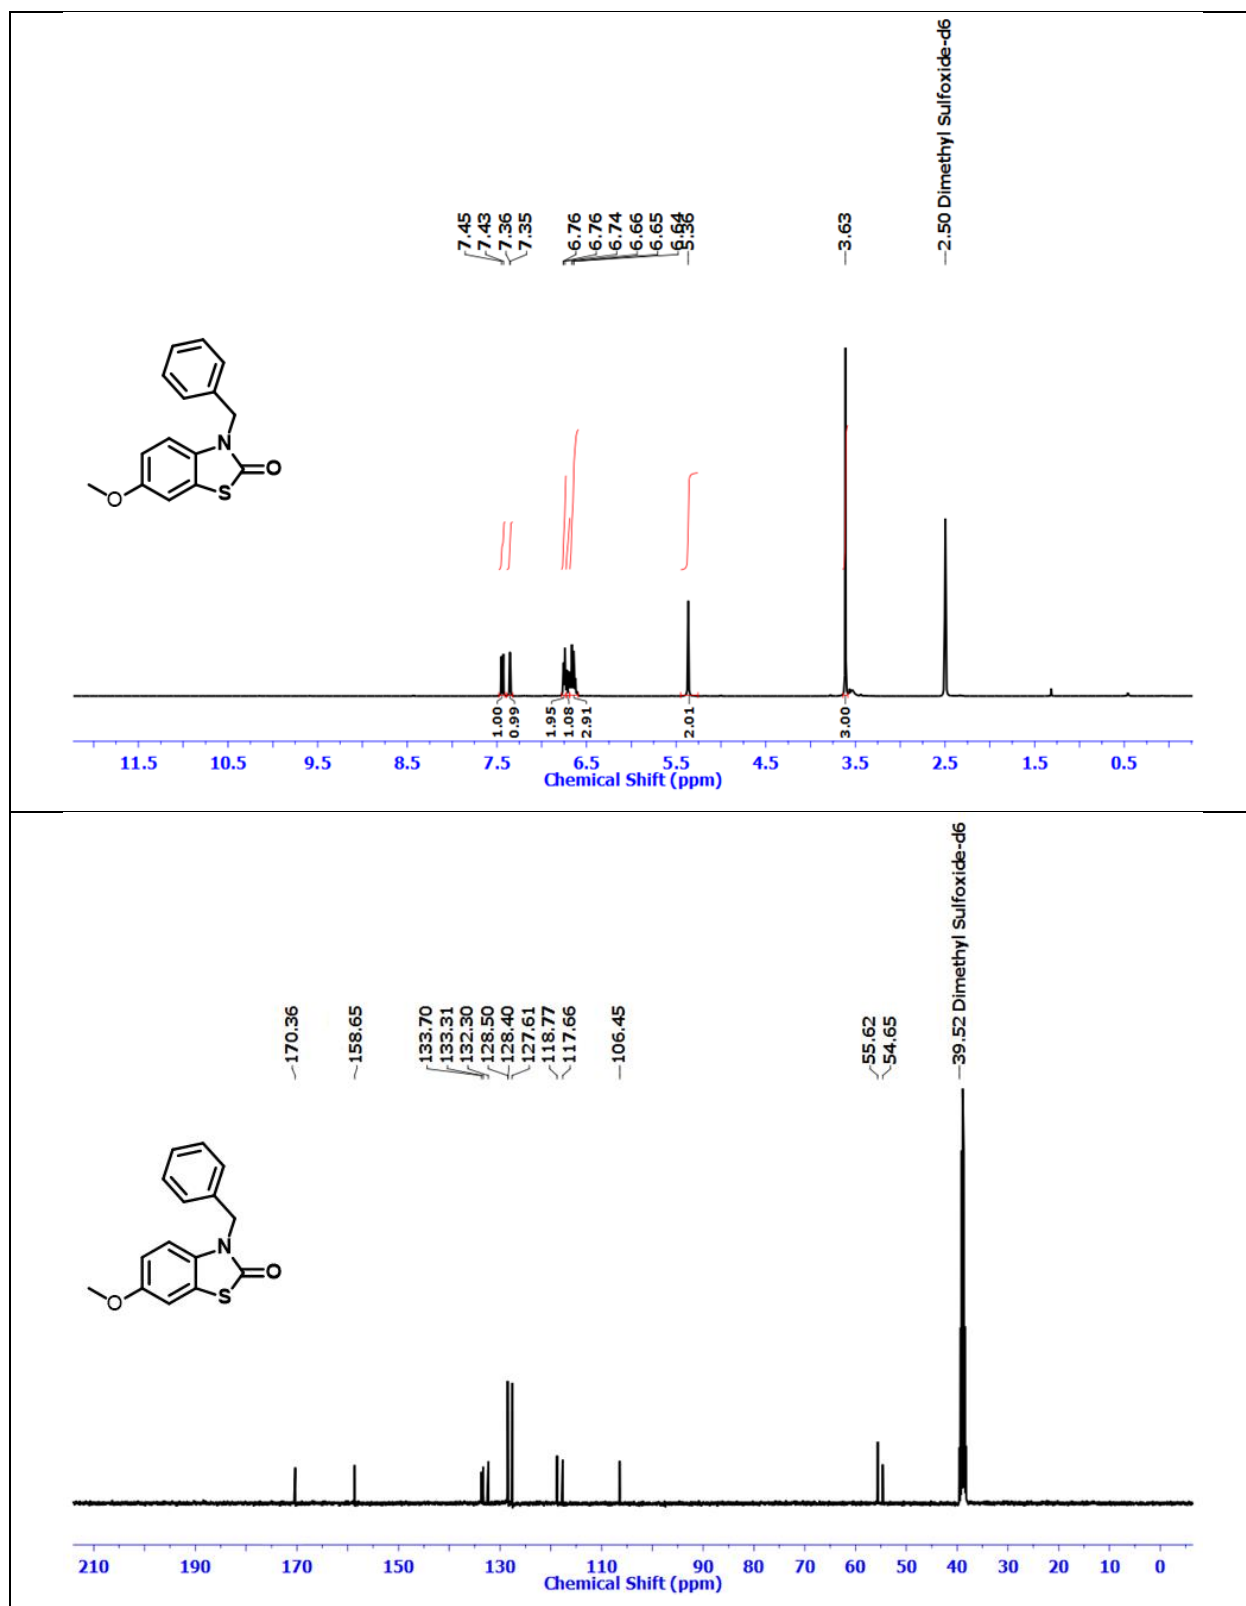 7.45
7.43
7.36
7.35
6.76
6.76
6.74
6.66
6.65
6.64
5.36
3.63
2.50 Dimethyl Sulfoxide-d6
N
O
S
O
1.00
0.99
1.95
1.08
2.91
2.01
3.00
11.5 10.5 9.5 8.5 7.5 6.5 5.5 4.5 3.5 2.5 1.5 0.5
Chemical Shift (ppm)
170.36
158.65
133.70
133.31
132.30
128.50
128.40
127.61
118.77
117.66
106.45
55.62
54.65
39.52 Dimethyl Sulfoxide-d6
N
O
S
O
210 190 170 150 130 110 90 80 70 60 50 40 30 20 10 0
Chemical Shift (ppm)